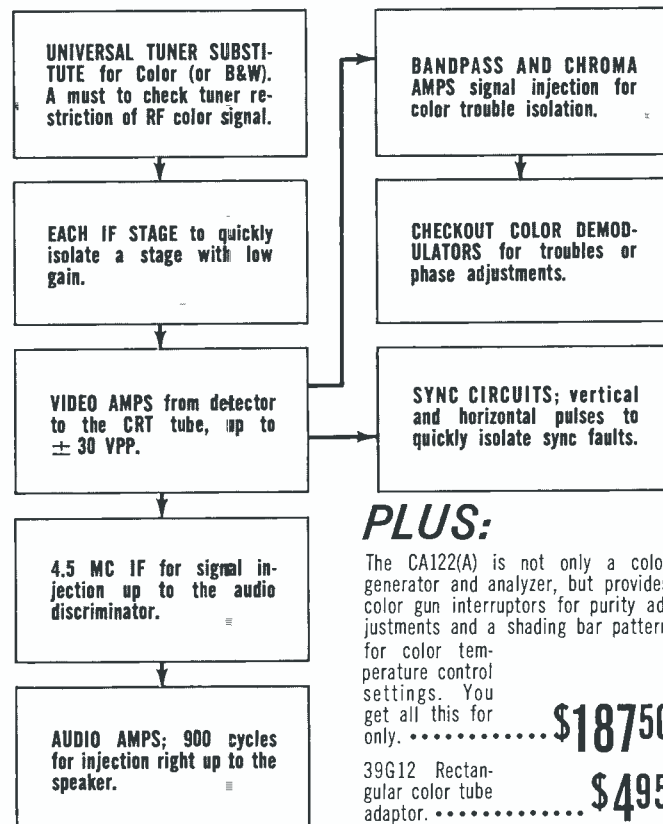 UNIVERSAL TUNER SUBSTI-
TUTE for Color (or B&W).
A must to check tuner re-
striction of RF color signal.
EACH IF STAGE to quickly
isolate a stage with low
gain.
VIDEO AMPS from detector
to the CRT tube, up to
± 30 VPP.
4.5 MC IF for signal in-
jection up to the audio
discriminator.
AUDIO AMPS; 900 cycles
for injection right up to the
speaker.
BANDPASS AND CHROMA
AMPS signal injection for
color trouble isolation.
CHECKOUT COLOR DEMOD-
ULATORS for troubles or
phase adjustments.
SYNC CIRCUITS; vertical
and horizontal pulses to
quickly isolate sync faults.
PLUS:
The CA122(A) is not only a colo
generator and analyzer, but provides
color gun interruptors for purity ad
justments and a shading bar pattern
for color tem-
perature control
settings. You
get all this for
only. ............. $18750
39G12 Rectan-
gular color tube
adaptor. ............... $495